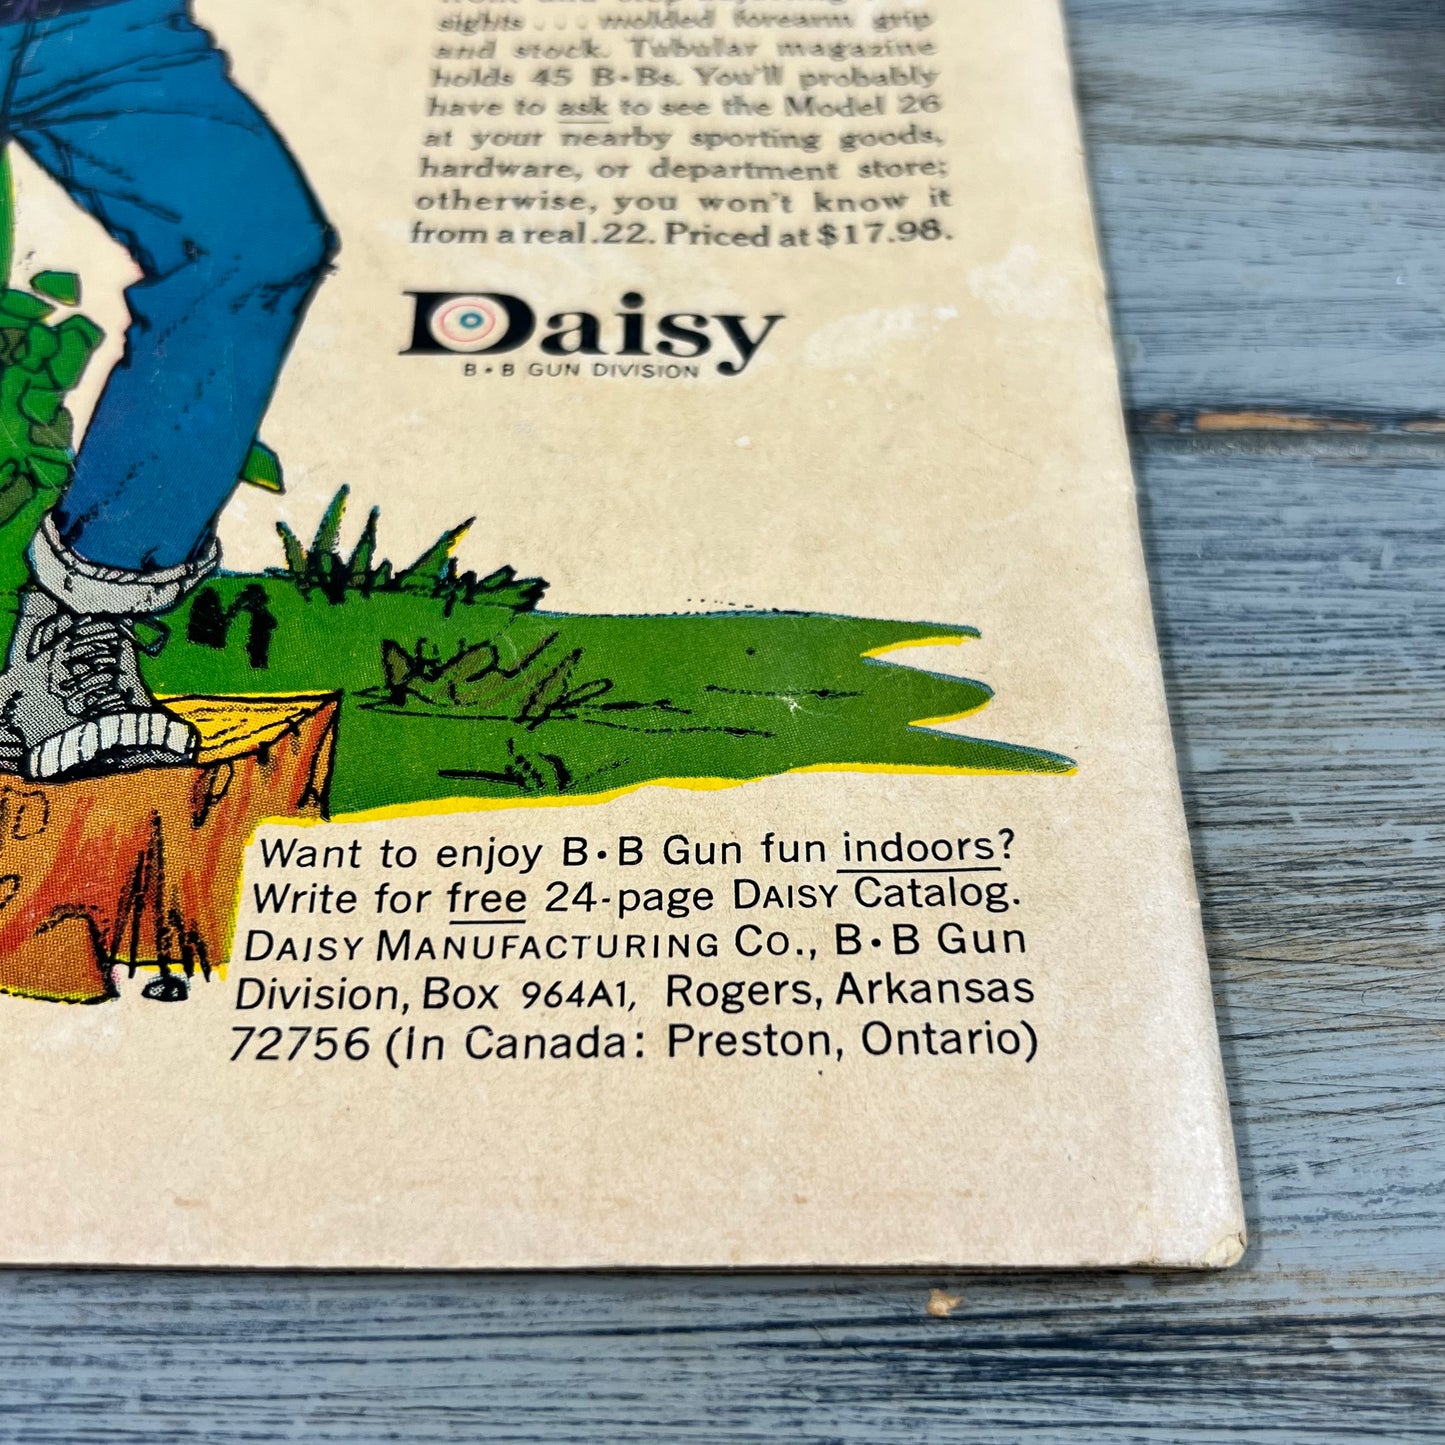 sights . . . molded forearm grip
and stock. Tubular magazine
holds 45 B•Bs. You'll probably
have to ask to see the Model 26
at your nearby sporting goods,
hardware, or department store;
otherwise, you won't know it
from a real .22. Priced at $17.98.
Daisy
B•B GUN DIVISION
Want to enjoy B•B Gun fun indoors?
Write for free 24-page DAISY Catalog.
DAISY MANUFACTURING CO., B•B Gun
Division, Box 964A1, Rogers, Arkansas
72756 (In Canada: Preston, Ontario)